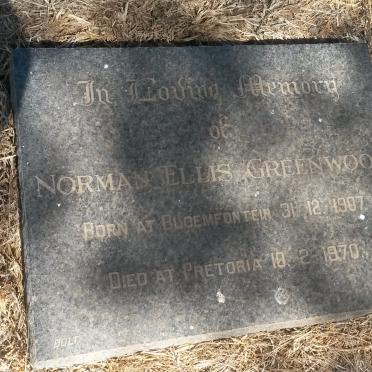 In Loving Memory
of
NORMAN ELLIS GREENWOO
BORN AT BLOEMFONTEIN 31.12.1907
DIED AT PRETORIA 18.2.1970